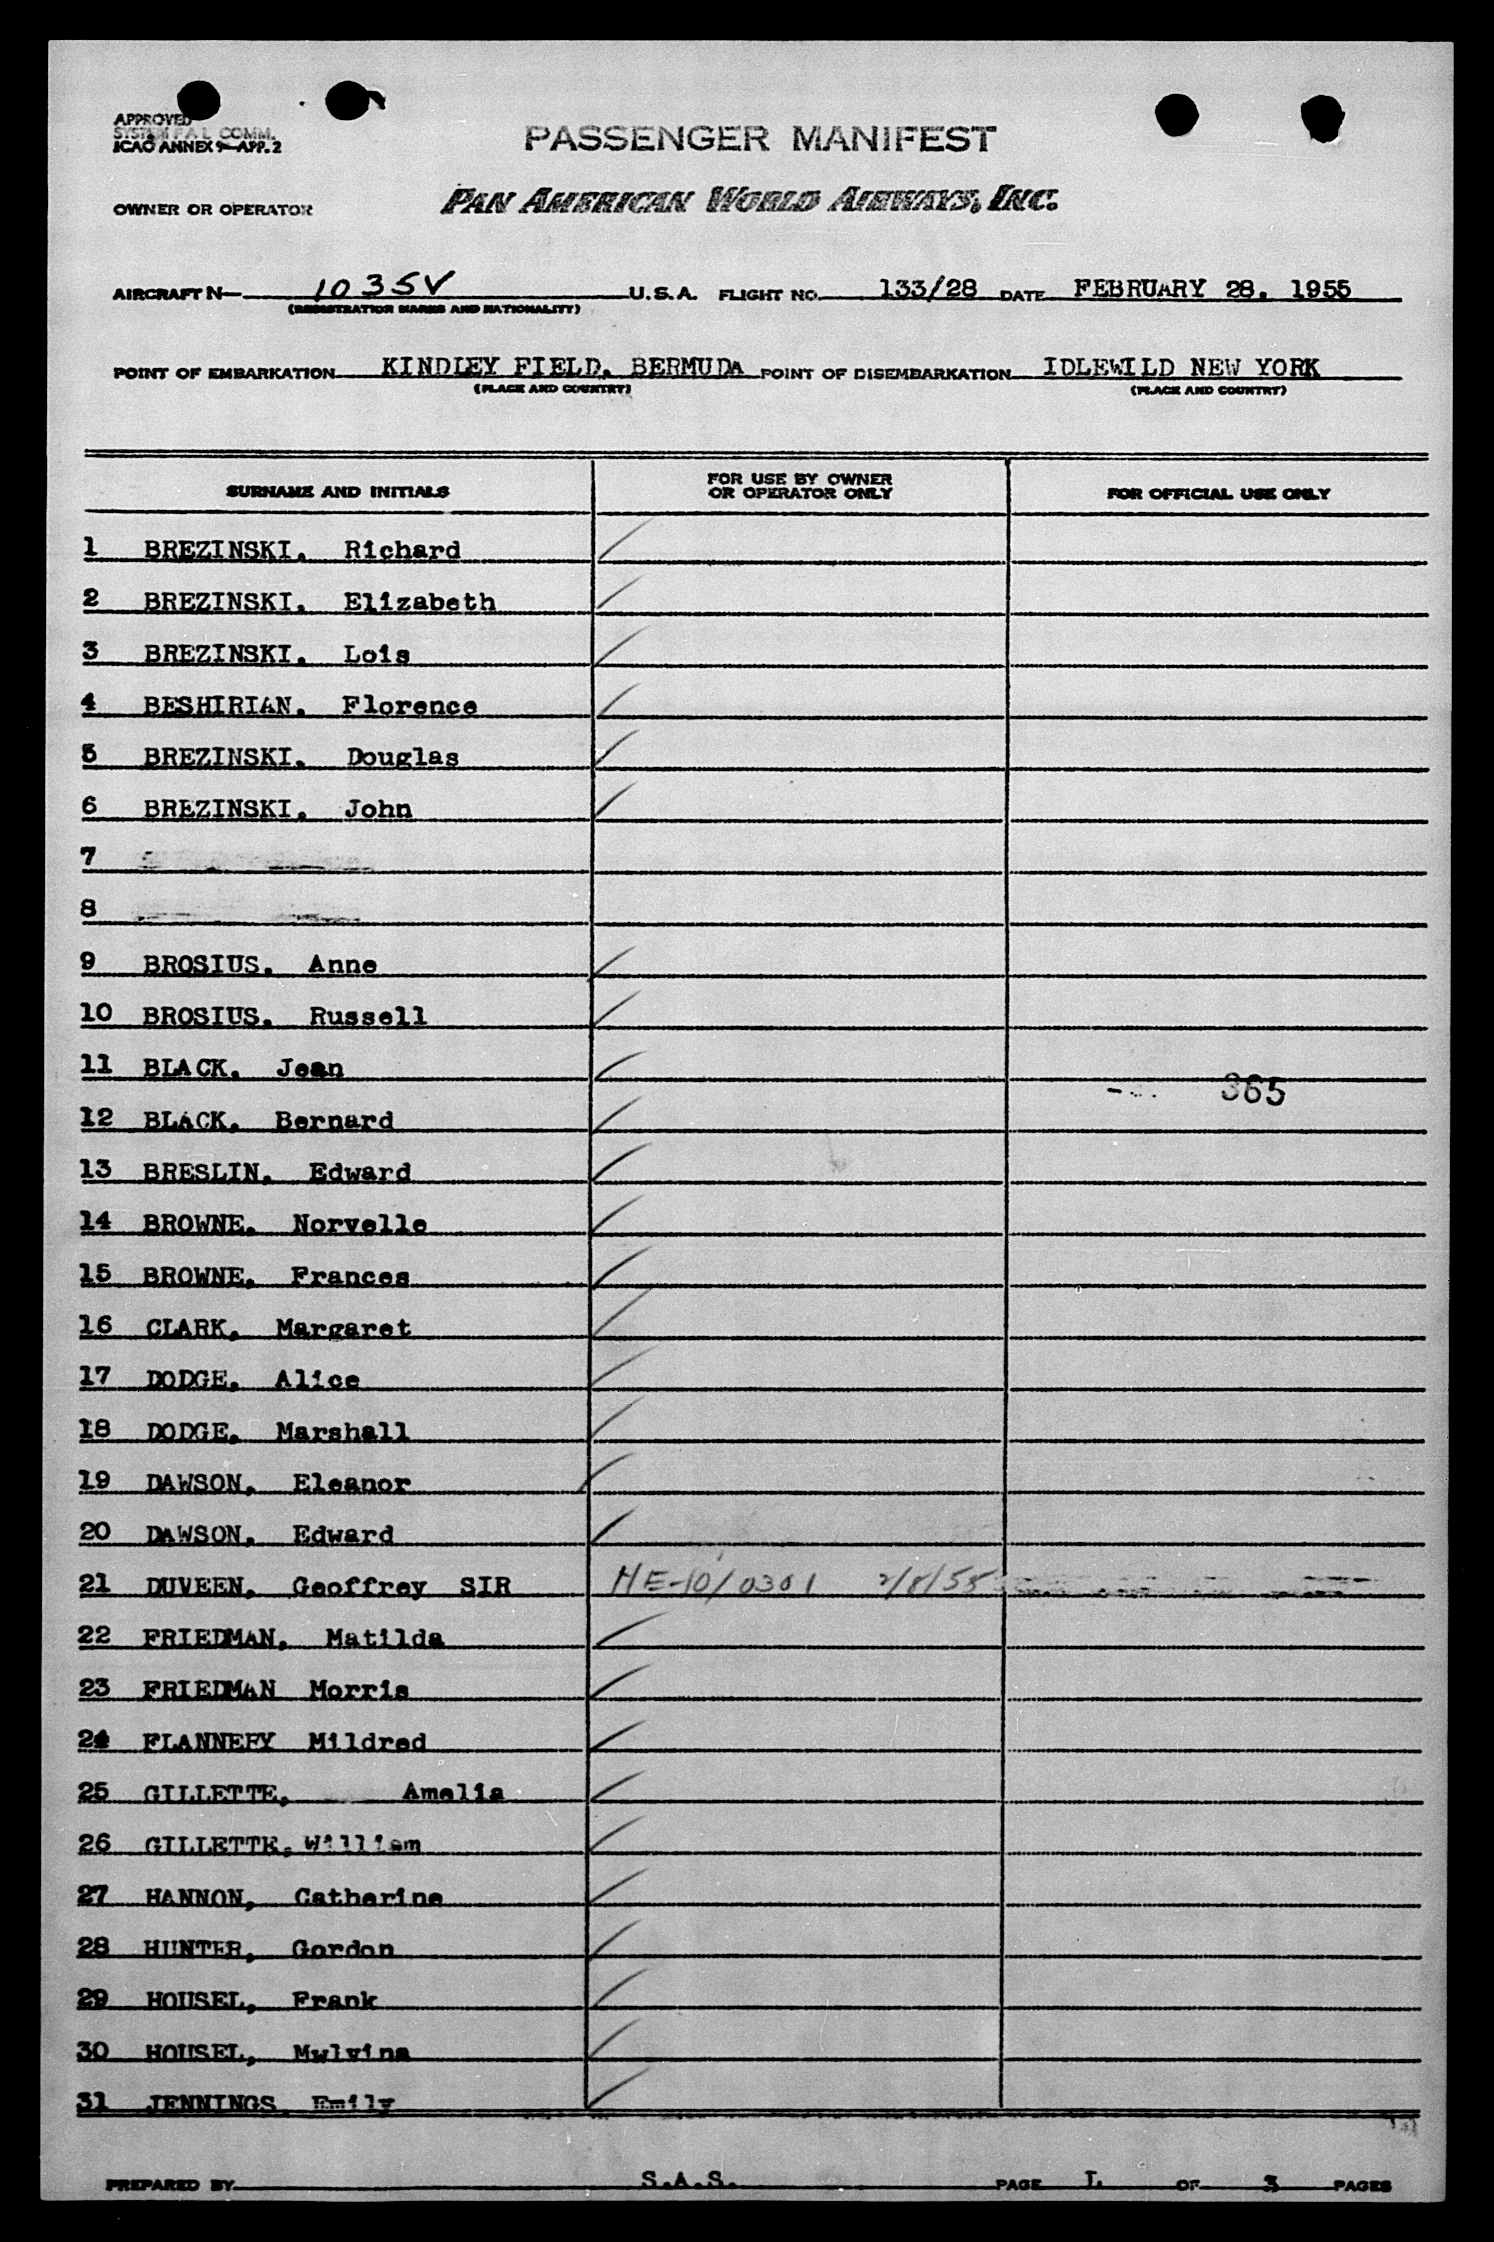 APPROVED
SYSTEM F A L COMM.
ICAO ANNEX 9—APP. 2
PASSENGER MANIFEST
OWNER OR OPERATOR PAN AMERICAN WORLD AIRWAYS, INC.
AIRCRAFT N— 1035V U.S.A. FLIGHT NO. 133/28 DATE FEBRUARY 28, 1955
(REGISTRATION MARKS AND NATIONALITY)
POINT OF EMBARKATION KINDLEY FIELD, BERMUDA POINT OF DISEMBARKATION IDLEWILD NEW YORK
(PLACE AND COUNTRY) (PLACE AND COUNTRY)
SURNAME AND INITIALS FOR USE BY OWNER OR OPERATOR ONLY FOR OFFICIAL USE ONLY
1 BREZINSKI, Richard
2 BREZINSKI, Elizabeth
3 BREZINSKI, Lois
4 BESHIRIAN, Florence
5 BREZINSKI, Douglas
6 BREZINSKI, John
7
8
9 BROSIUS, Anne
10 BROSIUS, Russell
11 BLACK, Jean
365
12 BLACK, Bernard
13 BRESLIN, Edward
14 BROWNE, Norvelle
15 BROWNE, Frances
16 CLARK, Margaret
17 DODGE, Alice
18 DODGE, Marshall
19 DAWSON, Eleanor
20 DAWSON, Edward
21 DUVEEN, Geoffrey SIR HE-10/0301 2/8/55
22 FRIEDMAN, Matilda
23 FRIEDMAN Morris
24 FLANNERY Mildred
25 GILLETTE, Amelia
26 GILLETTE, William
27 HANNON, Catherine
28 HUNTER, Gordon
29 HOUSEL, Frank
30 HOUSEL, Mwlvina
31 JENNINGS Emily
PREPARED BY S.A.S. PAGE 1. OF 3 PAGES